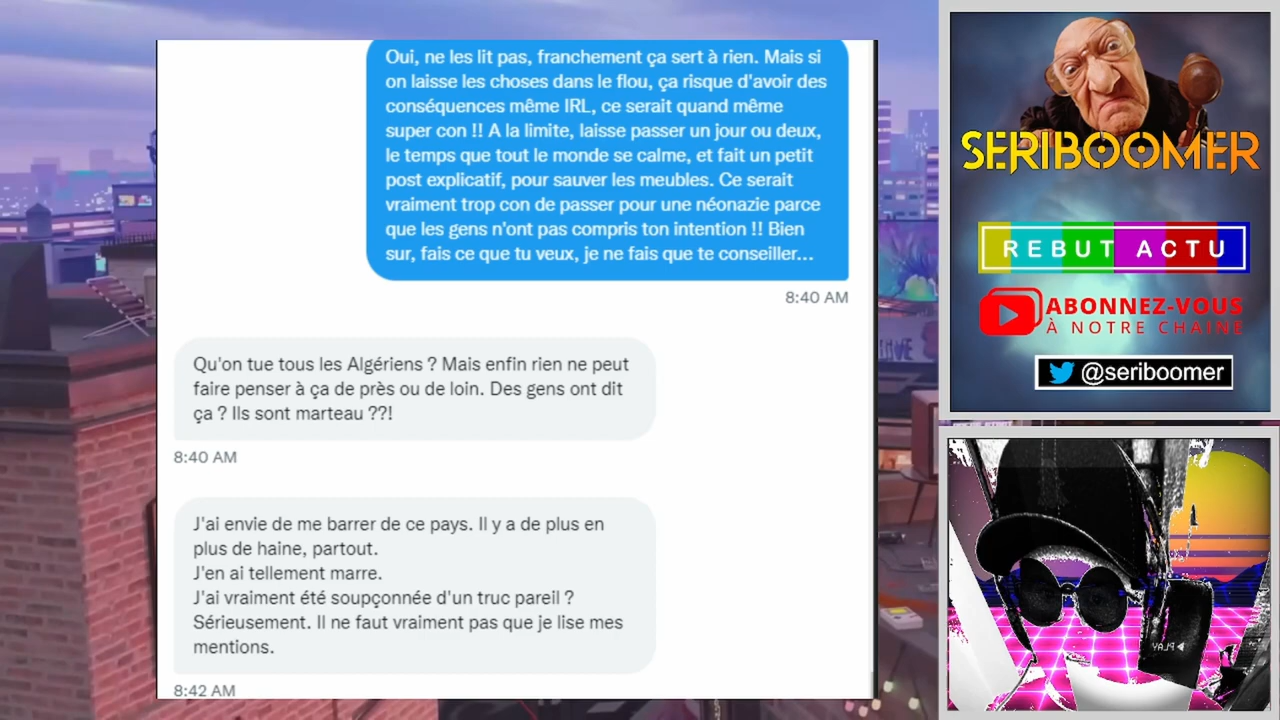 Oui, ne les lit pas, franchement ça sert à rien. Mais si
on laisse les choses dans le flou, ça risque d'avoir des
conséquences même IRL, ce serait quand même
super con !! A la limite, laisse passer un jour ou deux,
le temps que tout le monde se calme, et fait un petit
post explicatif, pour sauver les meubles. Ce serait
vraiment trop con de passer pour une néonazie parce
que les gens n'ont pas compris ton intention !! Bien
sur, fais ce que tu veux, je ne fais que te conseiller...
8:40 AM
Qu'on tue tous les Algériens ? Mais enfin rien ne peut
faire penser à ça de près ou de loin. Des gens ont dit
ça ? Ils sont marteau ??!
8:40 AM
J'ai envie de me barrer de ce pays. Il y a de plus en
plus de haine, partout.
J'en ai tellement marre.
J'ai vraiment été soupçonnée d'un truc pareil ?
Sérieusement. Il ne faut vraiment pas que je lise mes
mentions.
8:42 AM
SERIBOOMER
REBUT ACTU
ABONNEZ-VOUS
À NOTRE CHAINE
@seriboomer
PLAY